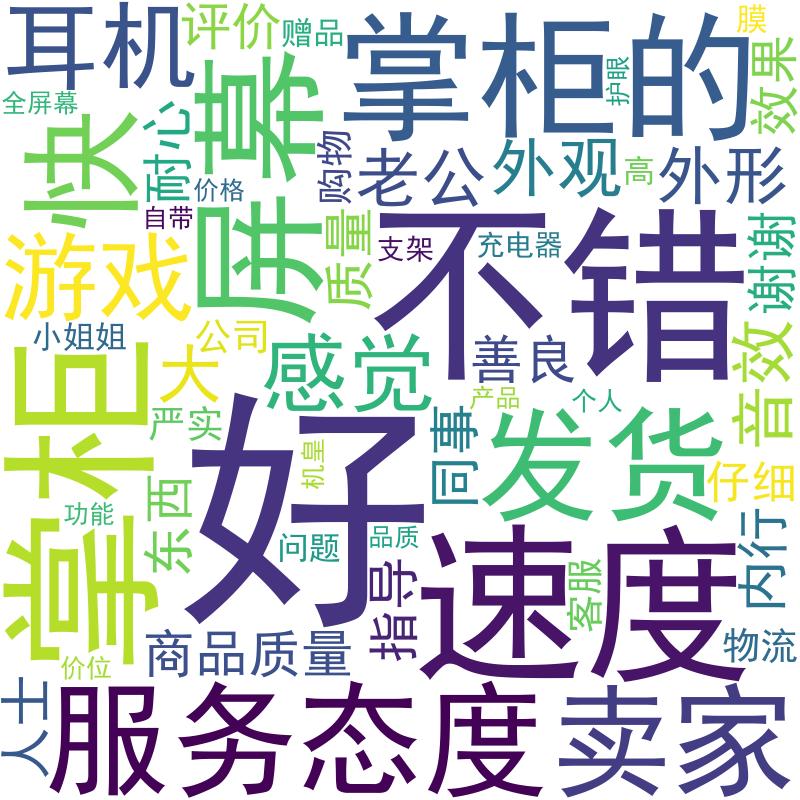 耳机
评价
赠品
掌柜的
膜
护眼
效果
全屏幕
快
耐心
屏幕
购物
老公
外观
高
外形
价格
自带
质量
支架
充电器
不错
谢谢
游戏
小姐姐
公司
大
感觉
善良
音效
掌柜
严实
好
产品
个人
机皇
同事
发货
仔细
东西
功能
问题
品质
指导
速度
客服
内行
商品质量
物流
价位
人士
服务态度
卖家